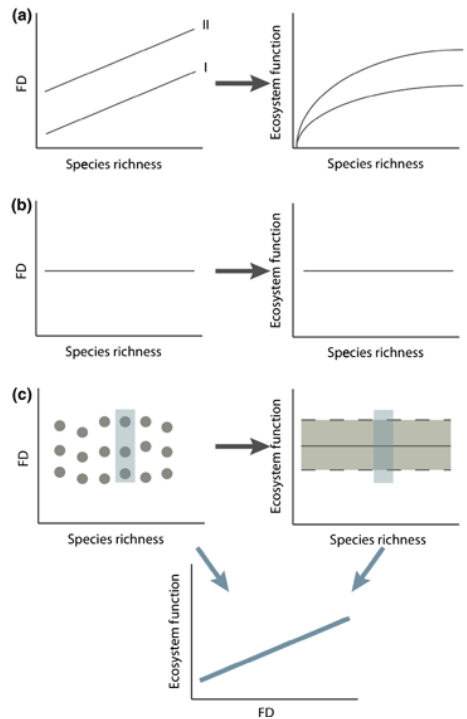 (a)
FD
II
I
Species richness
Ecosystem function
Species richness
(b)
FD
Species richness
Ecosystem function
Species richness
(c)
FD
Species richness
Ecosystem function
Species richness
Ecosystem function
FD